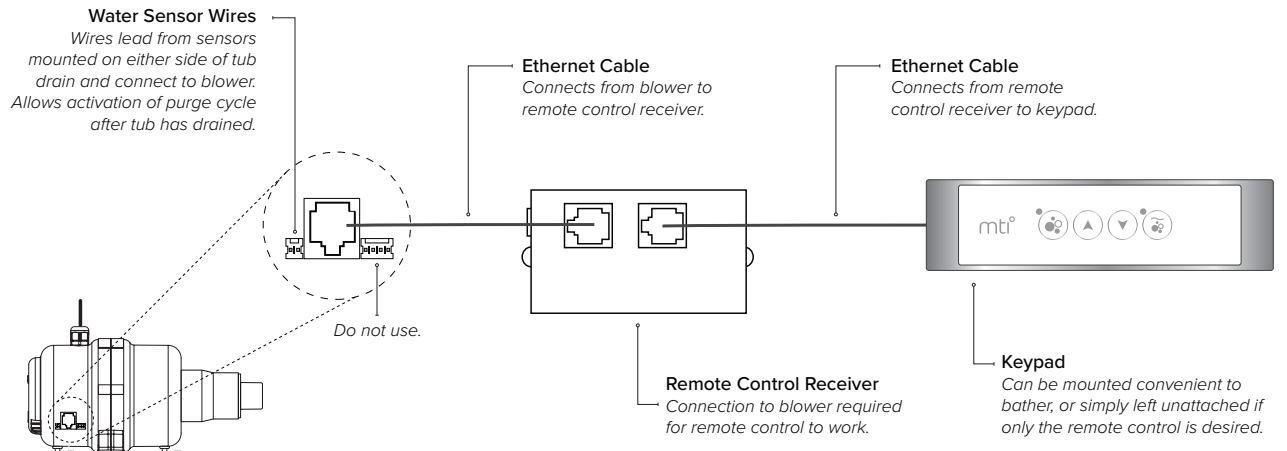 Water Sensor Wires
Wires lead from sensors
mounted on either side of tub
drain and connect to blower.
Allows activation of purge cycle
after tub has drained.
Ethernet Cable
Connects from blower to
remote control receiver.
Ethernet Cable
Connects from remote
control receiver to keypad.
mti°
Do not use.
Remote Control Receiver
Connection to blower required
for remote control to work.
Keypad
Can be mounted convenient to
bather, or simply left unattached if
only the remote control is desired.